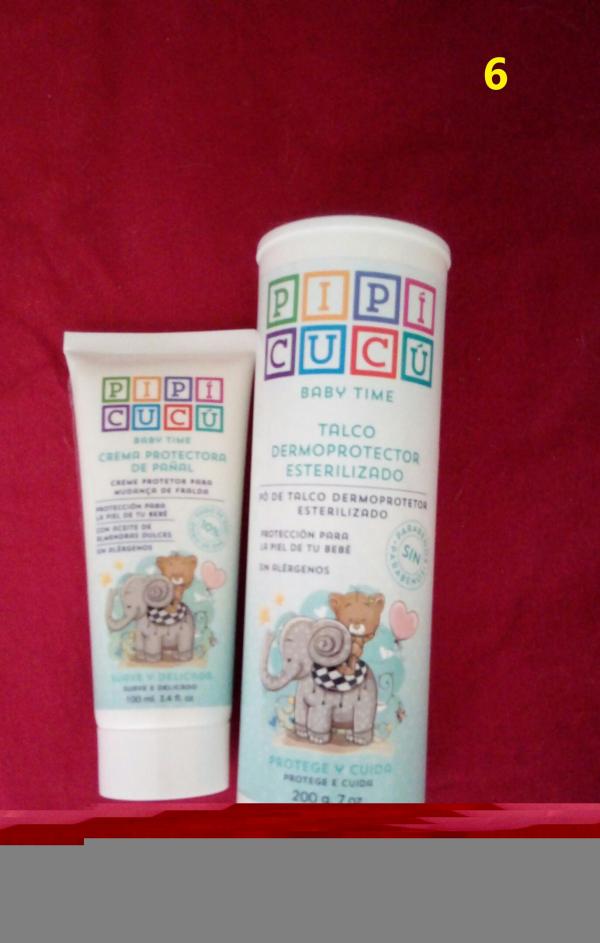 6
PIPÍ
CUCÚ
BABY TIME
CREMA PROTECTORA
DE PAÑAL
CREME PROTETOR PARA
MUDANÇA DE FRALDA
PROTECCIÓN PARA
LA PIEL DE TU BEBÉ
CON ACEITE DE
ALMENDRAS DULCES
SIN ALÉRGENOS
10%
SUAVE Y DELICADA
SUAVE E DELICADO
100 ml. 3.4 fl. oz
PIPÍ
CUCÚ
BABY TIME
TALCO
DERMOPROTECTOR
ESTERILIZADO
PÓ DE TALCO DERMOPROTETOR
ESTERILIZADO
PROTECCIÓN PARA
LA PIEL DE TU BEBÉ
SIN ALÉRGENOS
PARABENOS
SIN
PARABENOS
PROTEGE Y CUIDA
PROTEGE E CUIDA
200 g. 7 oz